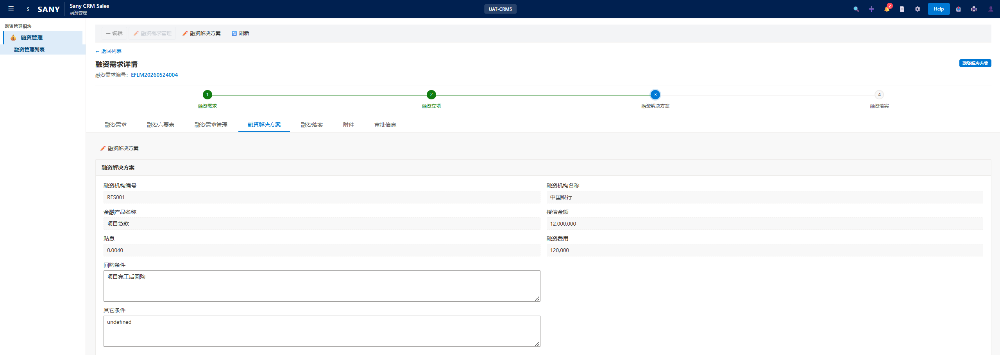 S SANY
Sany CRM Sales
融资管理
UAT-CRM5
2
Help
融资管理模块
融资管理
融资管理列表
编辑
融资需求管理
融资解决方案
刷新
← 返回列表
融资需求详情
融资解决方案
融资需求编号: EFLM20260524004
1
2
3
4
融资需求
融资立项
融资解决方案
融资落实
融资需求
融资六要素
融资需求管理
融资解决方案
融资落实
附件
审批信息
融资解决方案
融资解决方案
融资机构编号
融资机构名称
RES001
中国银行
金融产品名称
授信金额
项目贷款
12,000,000
贴息
融资费用
0.0040
120,000
回购条件
项目完工后回购
其它条件
undefined